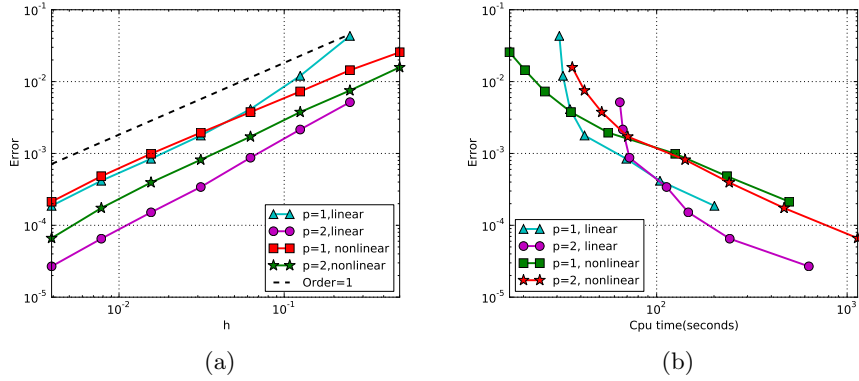 10^-1
10^-2
10^-3
10^-4
10^-5
Error
10^-2
10^-1
h
p=1,linear
p=2,linear
p=1, nonlinear
p=2,nonlinear
Order=1
(a)
10^-1
10^-2
10^-3
10^-4
10^-5
Error
10^2
10^3
Cpu time(seconds)
p=1, linear
p=2, linear
p=1, nonlinear
p=2, nonlinear
(b)